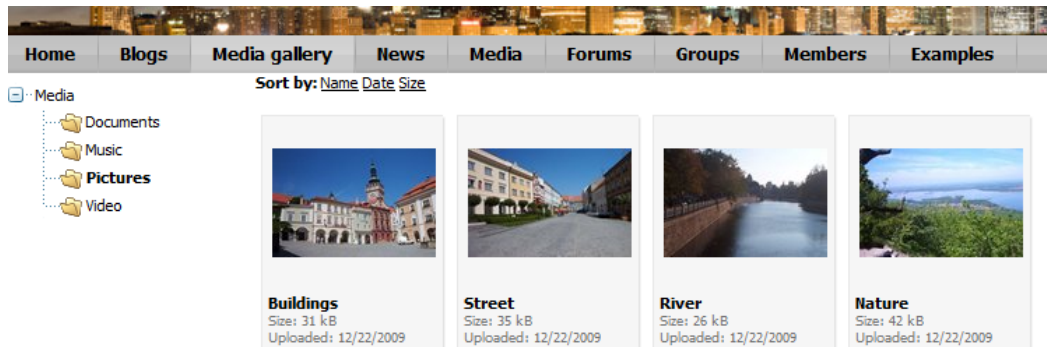 Home Blogs Media gallery News Media Forums Groups Members Examples
Sort by: Name Date Size
Media
Documents
Music
Pictures
Video
Buildings
Size: 31 kB
Uploaded: 12/22/2009
Street
Size: 35 kB
Uploaded: 12/22/2009
River
Size: 26 kB
Uploaded: 12/22/2009
Nature
Size: 42 kB
Uploaded: 12/22/2009